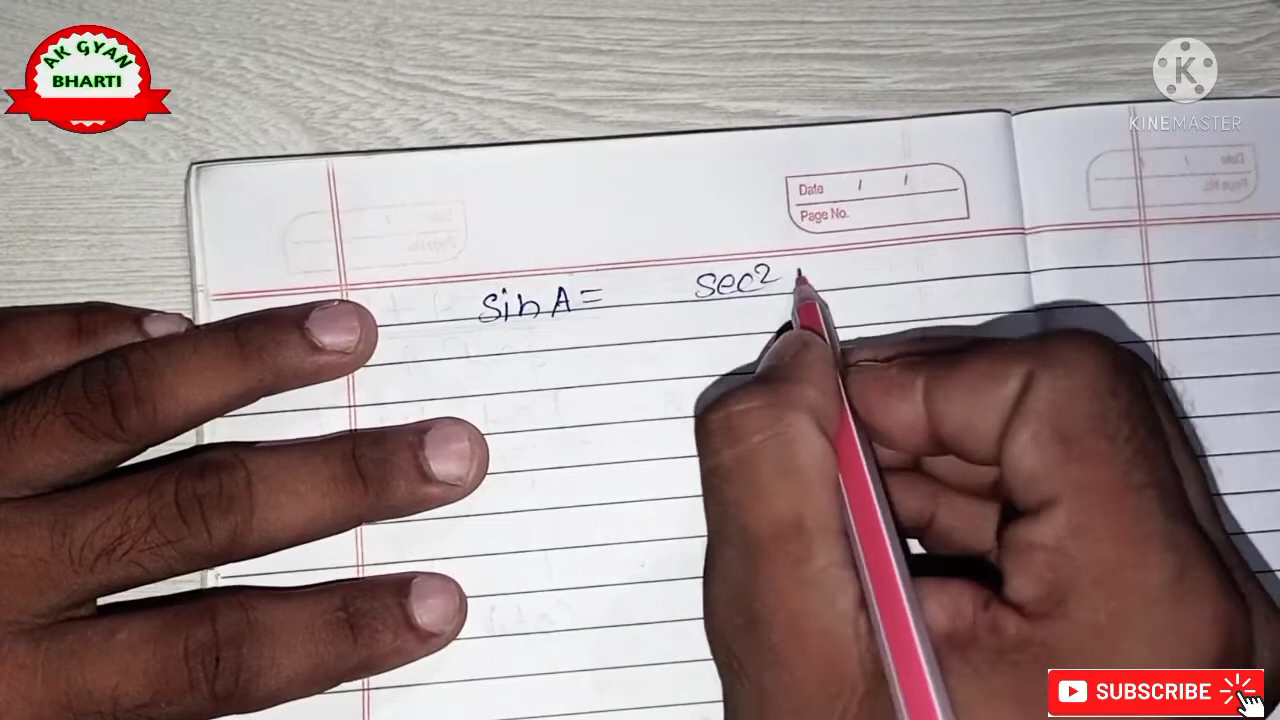 AK GYAN
BHARTI
K
KINEMASTER
Date / /
Page No.
sin A = sec2
SUBSCRIBE